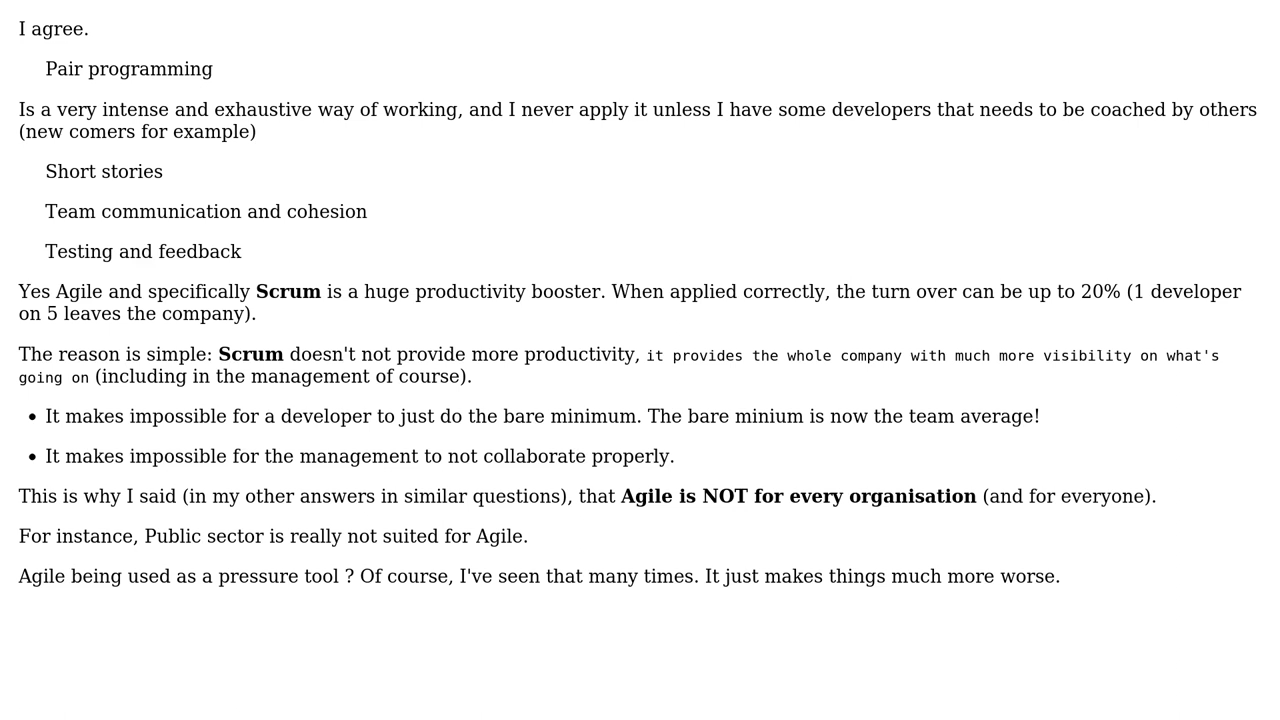 I agree.
Pair programming
Is a very intense and exhaustive way of working, and I never apply it unless I have some developers that needs to be coached by others
(new comers for example)
Short stories
Team communication and cohesion
Testing and feedback
Yes Agile and specifically Scrum is a huge productivity booster. When applied correctly, the turn over can be up to 20% (1 developer
on 5 leaves the company).
The reason is simple: Scrum doesn't not provide more productivity, it provides the whole company with much more visibility on what's
going on (including in the management of course).
• It makes impossible for a developer to just do the bare minimum. The bare minium is now the team average!
• It makes impossible for the management to not collaborate properly.
This is why I said (in my other answers in similar questions), that Agile is NOT for every organisation (and for everyone).
For instance, Public sector is really not suited for Agile.
Agile being used as a pressure tool ? Of course, I've seen that many times. It just makes things much more worse.